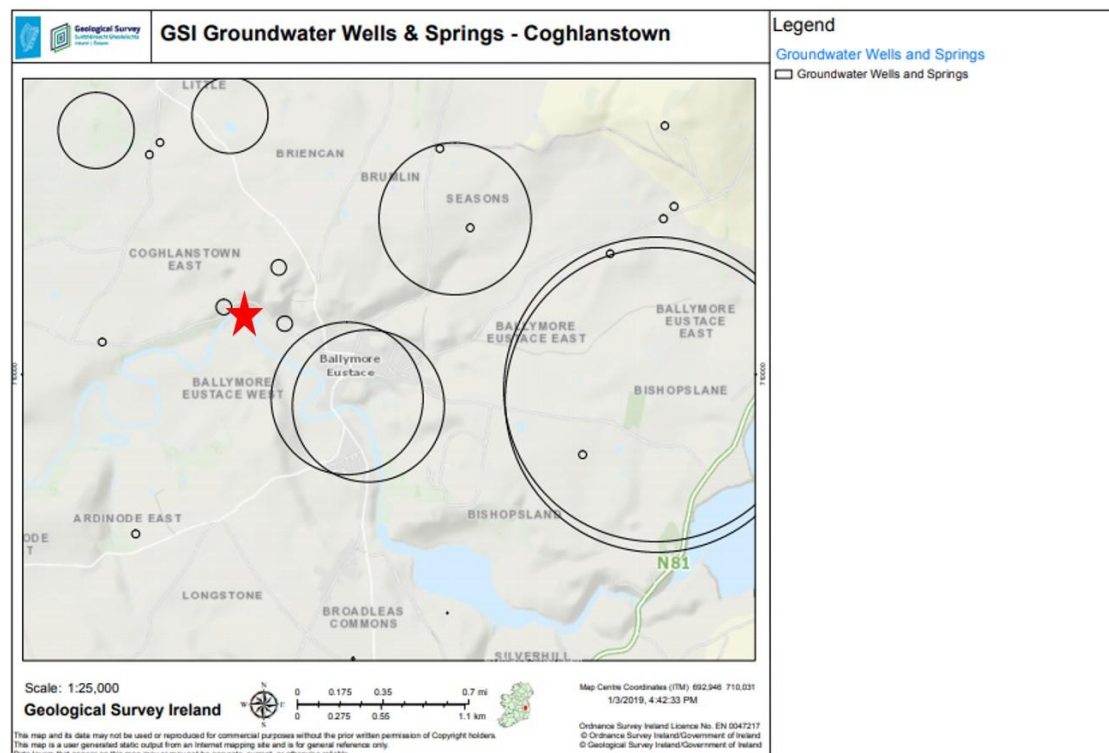 Geological Survey
Suirbhéireacht Gheolaíochta
Ireland | Éireann
GSI Groundwater Wells & Springs - Coghlanstown
Legend
Groundwater Wells and Springs
Groundwater Wells and Springs
LITTLE
BRIENCAN
BRUMLIN
SEASONS
COGHLANSTOWN
EAST
BALLYMORE
EUSTACE EAST
BALLYMORE
EUSTACE
EAST
Ballymore
Eustace
710000
710000
BALLYMORE
EUSTACE WEST
BISHOPSLANE
ARDINODE EAST
BISHOPSLAND
ODE
T
N81
LONGSTONE
BROADLEAS
COMMONS
SILVERHILL
Scale: 1:25,000
Geological Survey Ireland
N
W
E
S
0 0.175 0.35 0.7 mi
0 0.275 0.55 1.1 km
Map Centre Coordinates (ITM) 692,946 710,031
1/3/2019, 4:42:33 PM
Ordnance Survey Ireland Licence No. EN 0047217
© Ordnance Survey Ireland/Government of Ireland
© Geological Survey Ireland/Government of Ireland
This map and its data may not be used or reproduced for commercial purposes without the prior written permission of Copyright holders.
This map is a user generated static output from an Internet mapping site and is for general reference only.